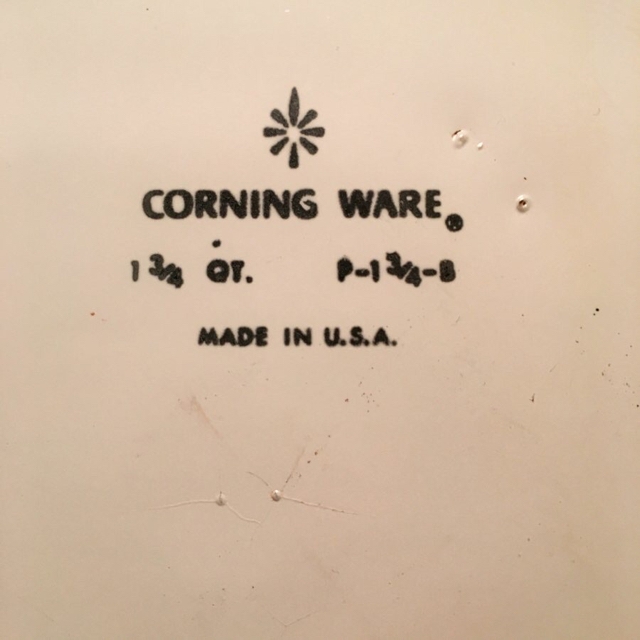 CORNING WARE®
1 3/4 QT. P-1 3/4-B
MADE IN U.S.A.